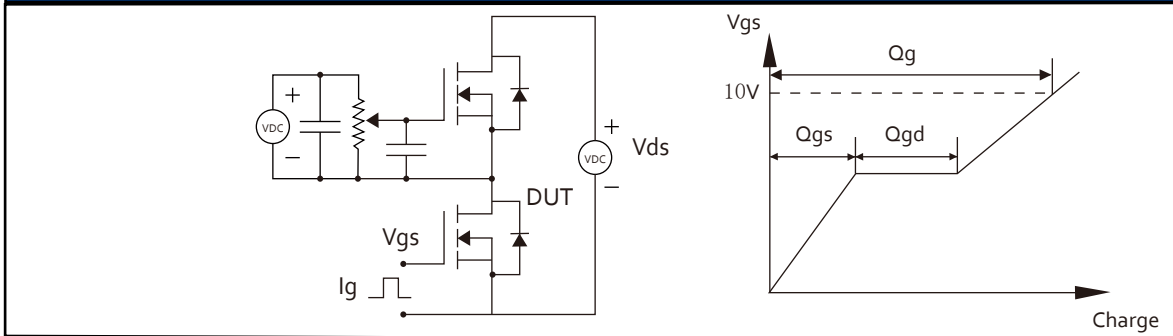 +
VDC
−
+
VDC
−
Vds
DUT
Vgs
Ig
Vgs
Qg
10V
Qgs
Qgd
Charge